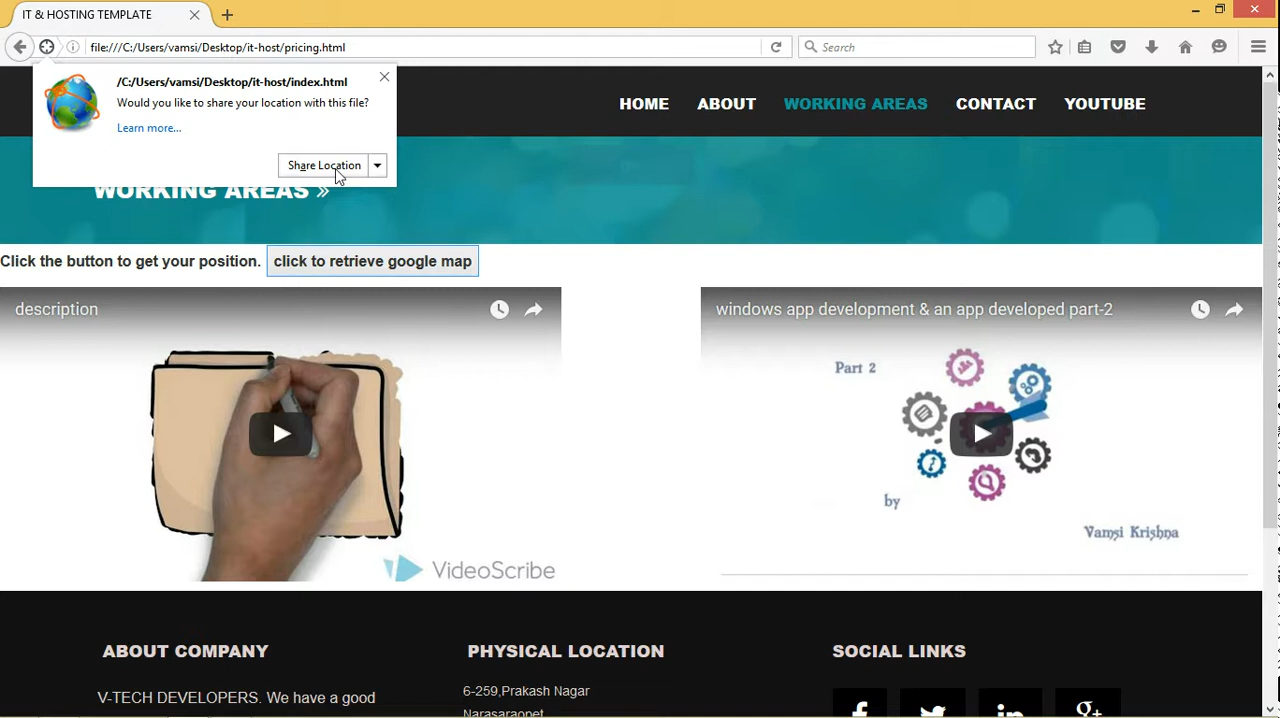 IT & HOSTING TEMPLATE
file:///C:/Users/vamsi/Desktop/it-host/pricing.html
Search
/C:/Users/vamsi/Desktop/it-host/index.html
Would you like to share your location with this file?
Learn more...
Share Location
HOME ABOUT WORKING AREAS CONTACT YOUTUBE
WORKING AREAS »
Click the button to get your position. click to retrieve google map
description
windows app development & an app developed part-2
Part 2
by
Vamsi Krishna
VideoScribe
ABOUT COMPANY
PHYSICAL LOCATION
SOCIAL LINKS
V-TECH DEVELOPERS. We have a good
6-259,Prakash Nagar
Narasaraopet